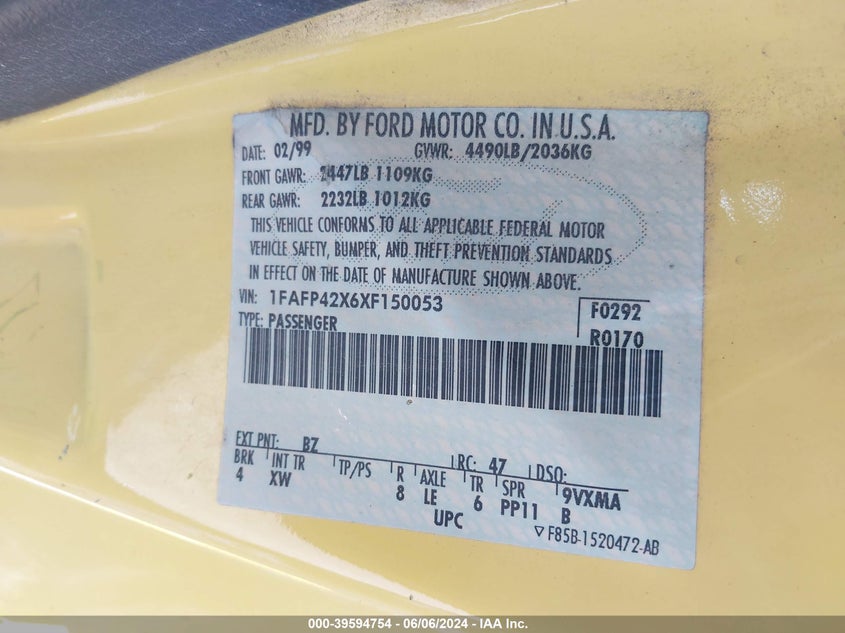 MFD. BY FORD MOTOR CO. IN U.S.A.
DATE: 02/99 GVWR: 4490LB/2036KG
FRONT GAWR: 2447LB 1109KG
REAR GAWR: 2232LB 1012KG
THIS VEHICLE CONFORMS TO ALL APPLICABLE FEDERAL MOTOR
VEHICLE SAFETY, BUMPER, AND THEFT PREVENTION STANDARDS
IN EFFECT ON THE DATE OF MANUFACTURE SHOWN ABOVE.
VIN: 1FAFP42X6XF150053 F0292
TYPE: PASSENGER R0170
EXT PNT: BZ RC: 47 DSO:
BRK INT TR TP/PS R AXLE TR SPR 9VXMA
4 XW 8 LE 6 PP11 B
UPC ▽ F85B-1520472-AB
000-39594754 - 06/06/2024 - IAA Inc.